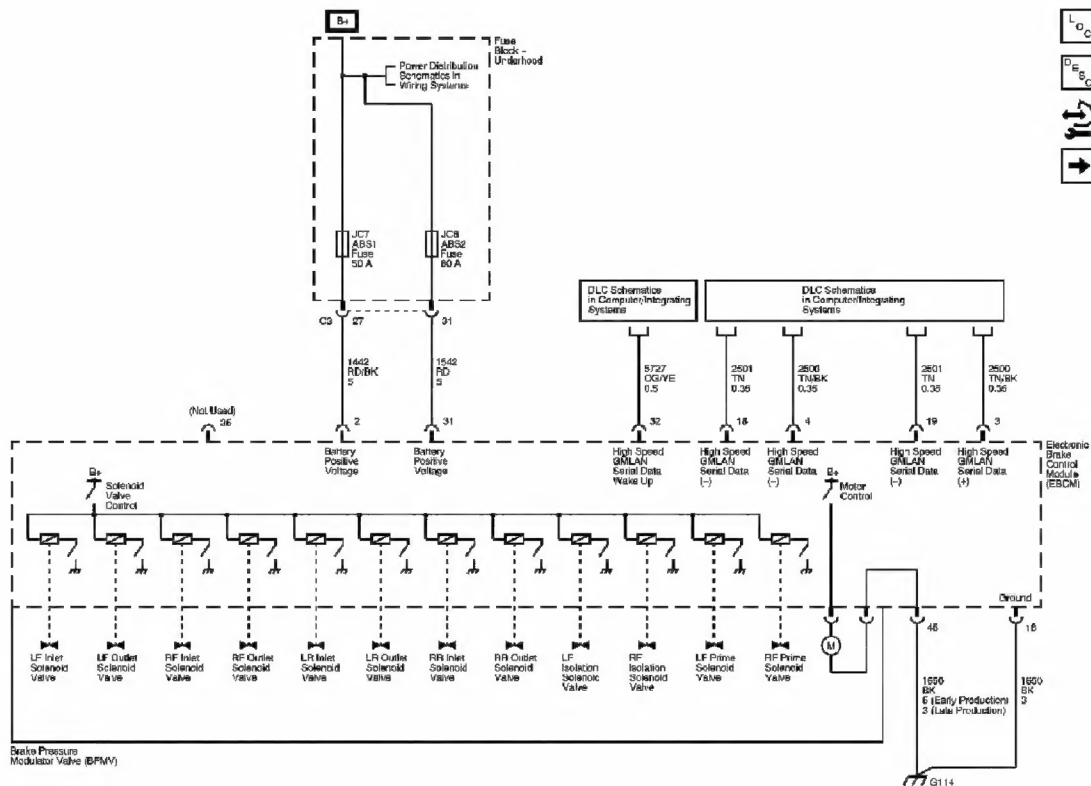 B+
Fuse
Block –
Underhood
Power Distribution
Schematics in
Wiring Systems
JC7
ABS1
Fuse
50 A
ABS2
Fuse
60 A
C3
27
31
1442
RD/BK
5
1542
RD
5
(Not Used)
2
31
Battery
Positive
Voltage
Battery
Positive
Voltage
DLC Schematics
in Computer/Integrating
Systems
DLC Schematics
in Computer/Integrating
Systems
5727
OG/YE
0.5
2501
TN
0.35
2500
TN/BK
0.35
2501
TN
0.35
2500
TN/BK
0.35
32
4
19
3
High Speed
GMLAN
Serial Data
Wake Up
High Speed
GMLAN
Serial Data
(–)
High Speed
GMLAN
Serial Data
High Speed
GMLAN
Serial Data
(–)
High Speed
GMLAN
Serial Data
(+)
Electronic
Brake
Control
Module
(EBCM)
B+
Solenoid
Valve
Control
B+
Motor
Control
Ground
LF Inlet
Solenoid
Valve
LF Outlet
Solenoid
Valve
RF Inlet
Solenoid
Valve
RF Outlet
Solenoid
Valve
LR Inlet
Solenoid
Valve
LR Outlet
Solenoid
Valve
RR Inlet
Solenoid
Valve
RR Outlet
Solenoid
Valve
LF
Isolation
Solenoid
Valve
RF
Isolation
Solenoid
Valve
LF Prime
Solenoid
Valve
RF Prime
Solenoid
Valve
M
16
BK
(Early Production)
3 (Late Production)
BK
3
Brake Pressure
Modulator Valve (BPMV)
G114
LOC
DESC